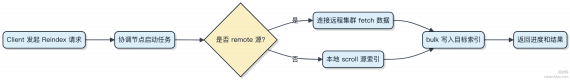 Client 发起 Reindex 请求
协调节点启动任务
是否 remote 源?
是
连接远程集群 fetch 数据
否
本地 scroll 源索引
bulk 写入目标索引
返回进度和结果